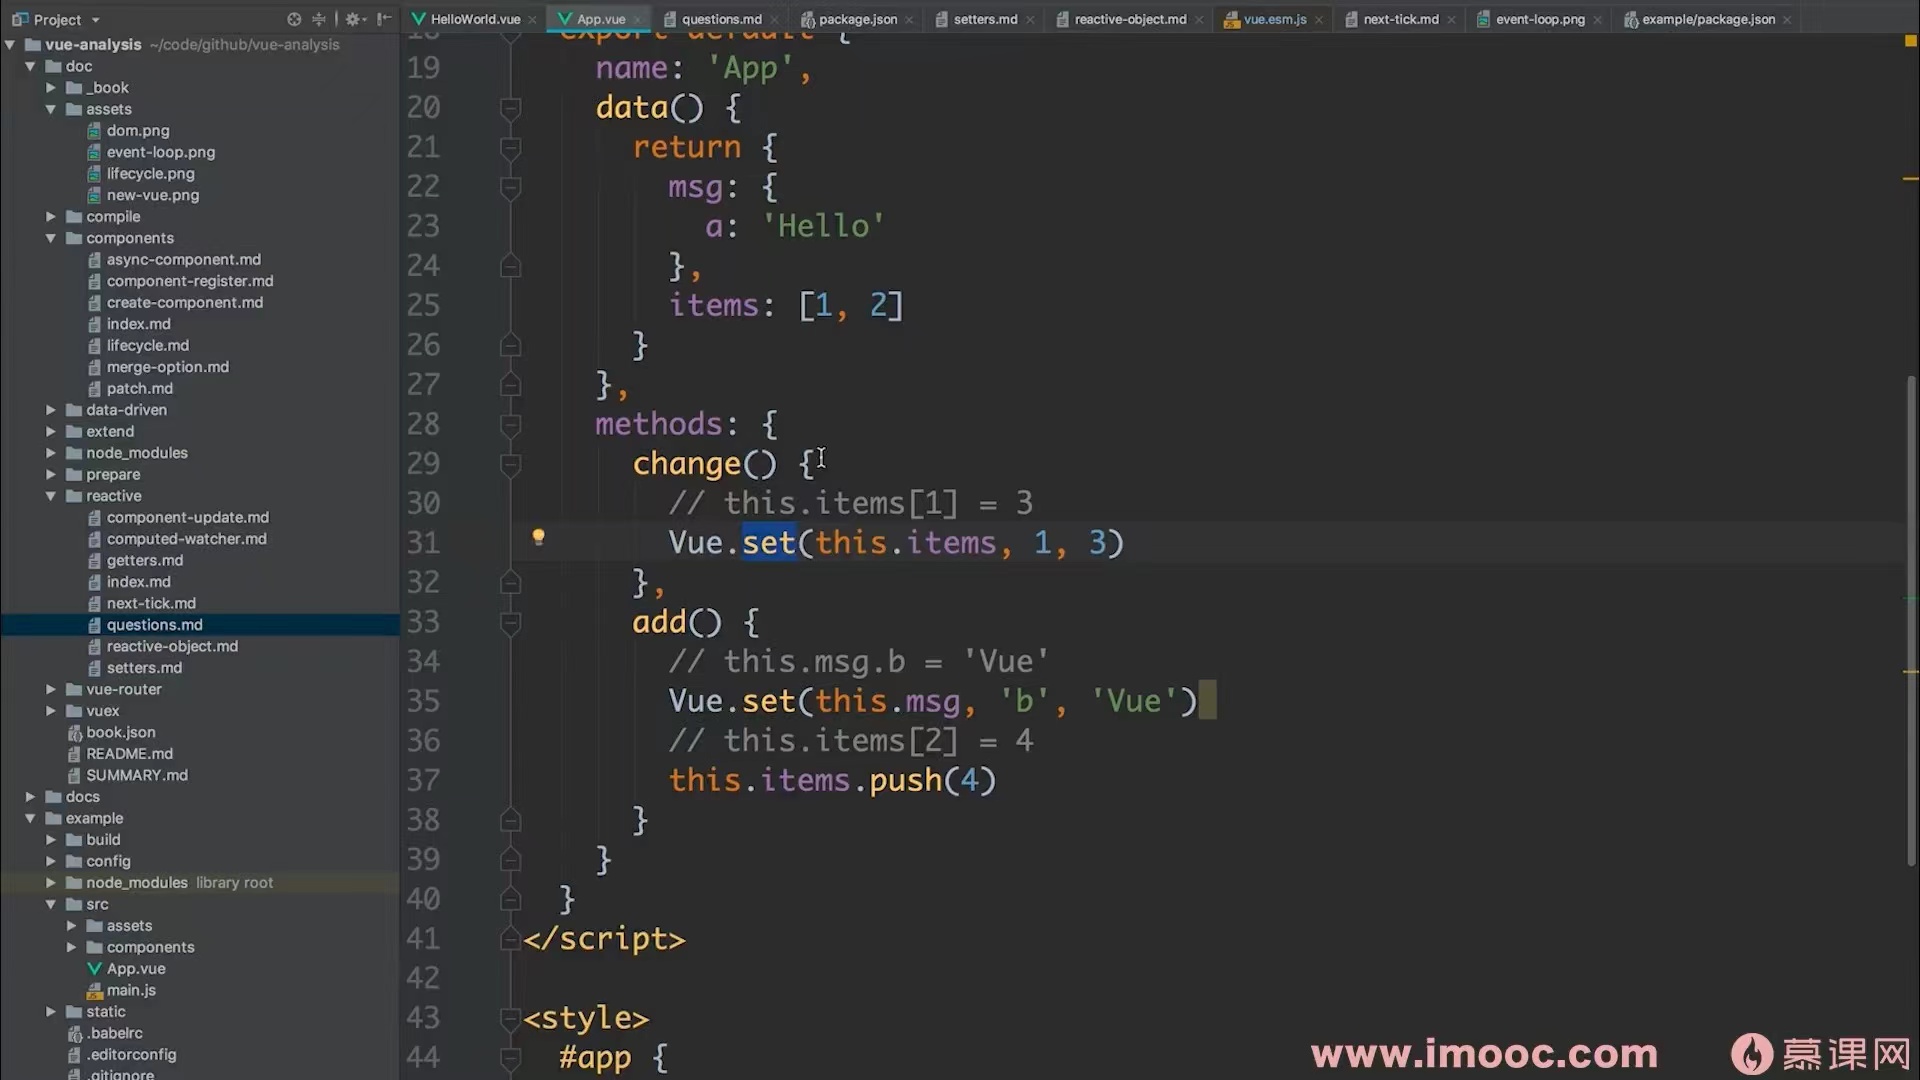 Project
HelloWorld.vue
App.vue
questions.md
package.json
setters.md
reactive-object.md
vue.esm.js
next-tick.md
event-loop.png
example/package.json
vue-analysis ~/code/github/vue-analysis
doc
_book
assets
dom.png
event-loop.png
lifecycle.png
new-vue.png
compile
components
async-component.md
component-register.md
create-component.md
index.md
lifecycle.md
merge-option.md
patch.md
data-driven
extend
node_modules
prepare
reactive
component-update.md
computed-watcher.md
getters.md
index.md
next-tick.md
questions.md
reactive-object.md
setters.md
vue-router
vuex
book.json
README.md
SUMMARY.md
docs
example
build
config
node_modules library root
src
assets
components
App.vue
main.js
static
.babelrc
.editorconfig
.gitignore
18 export default {
19 name: 'App',
20 data() {
21 return {
22 msg: {
23 a: 'Hello'
24 },
25 items: [1, 2]
26 }
27 },
28 methods: {
29 change() {
30 // this.items[1] = 3
31 Vue.set(this.items, 1, 3)
32 },
33 add() {
34 // this.msg.b = 'Vue'
35 Vue.set(this.msg, 'b', 'Vue')
36 // this.items[2] = 4
37 this.items.push(4)
38 }
39 }
40 }
41 </script>
42
43 <style>
44 #app {
www.imooc.com 慕课网